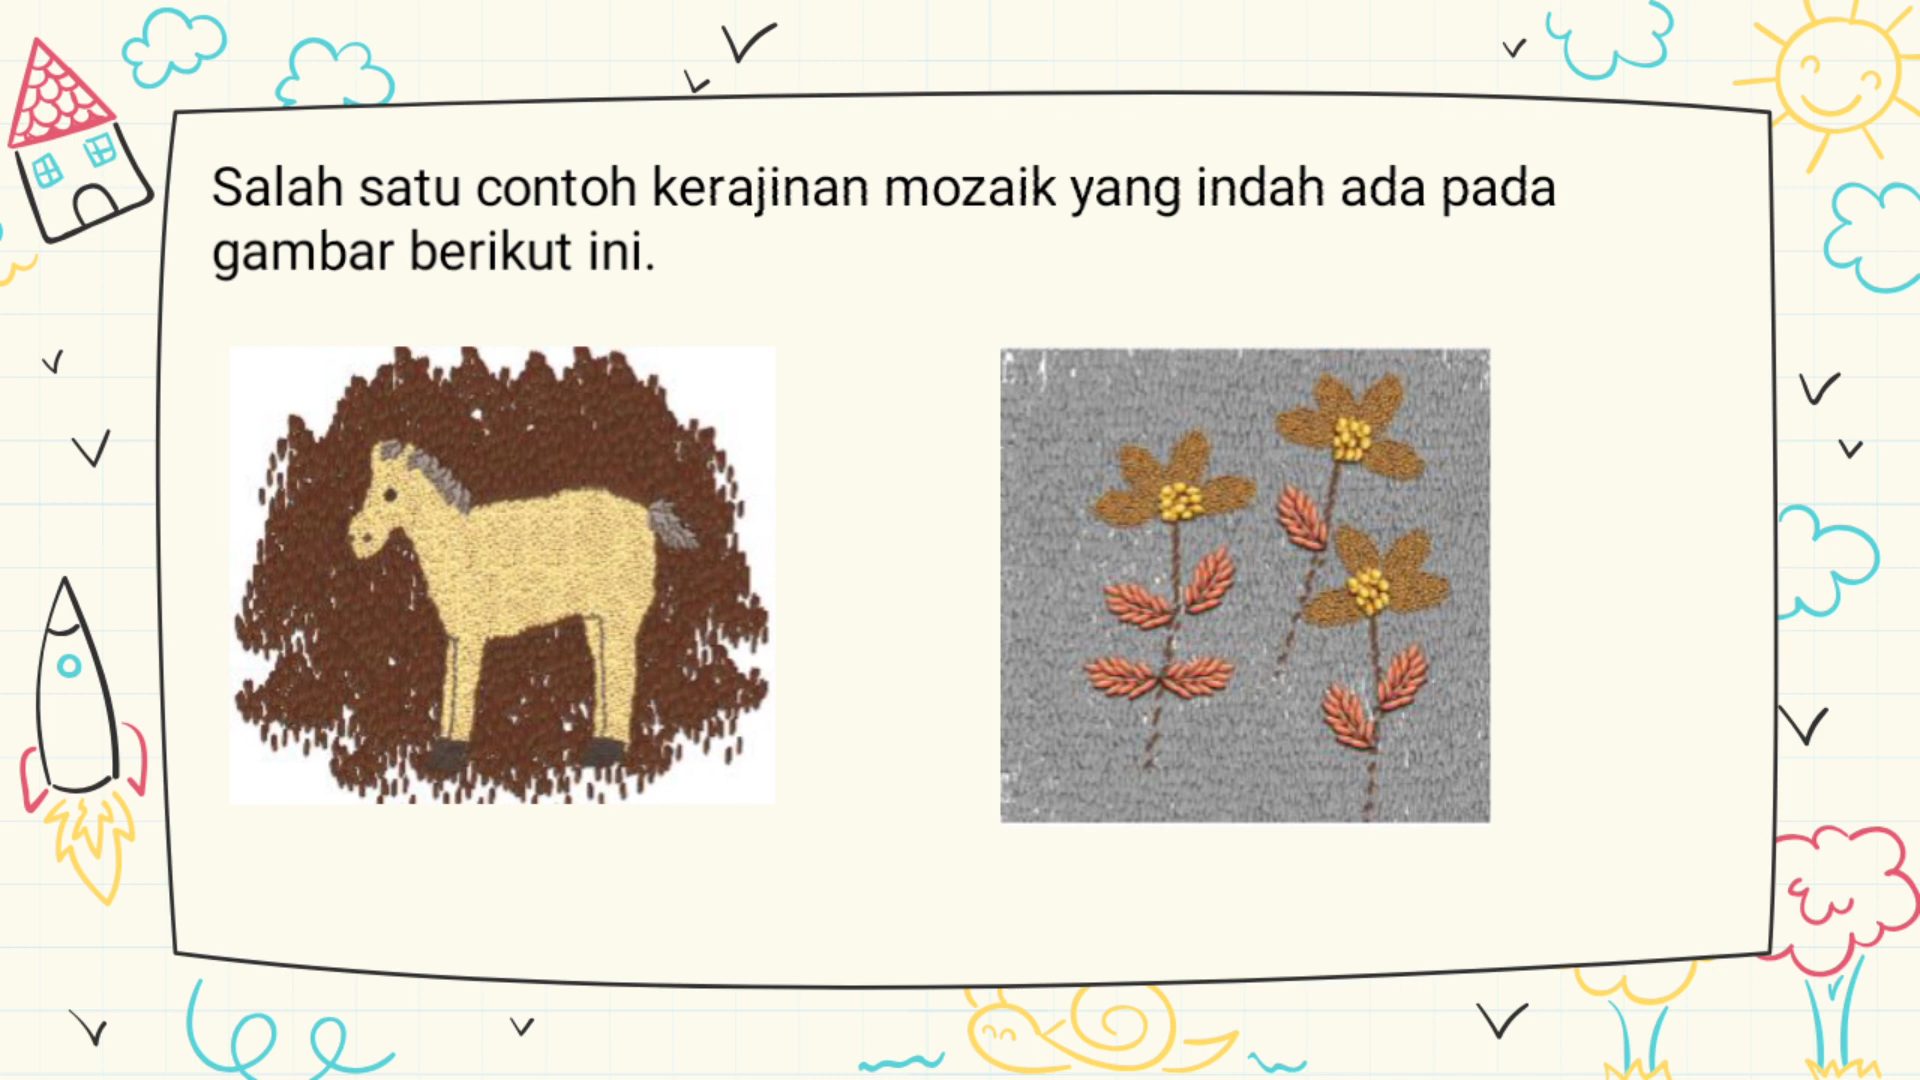 Salah satu contoh kerajinan mozaik yang indah ada pada
gambar berikut ini.